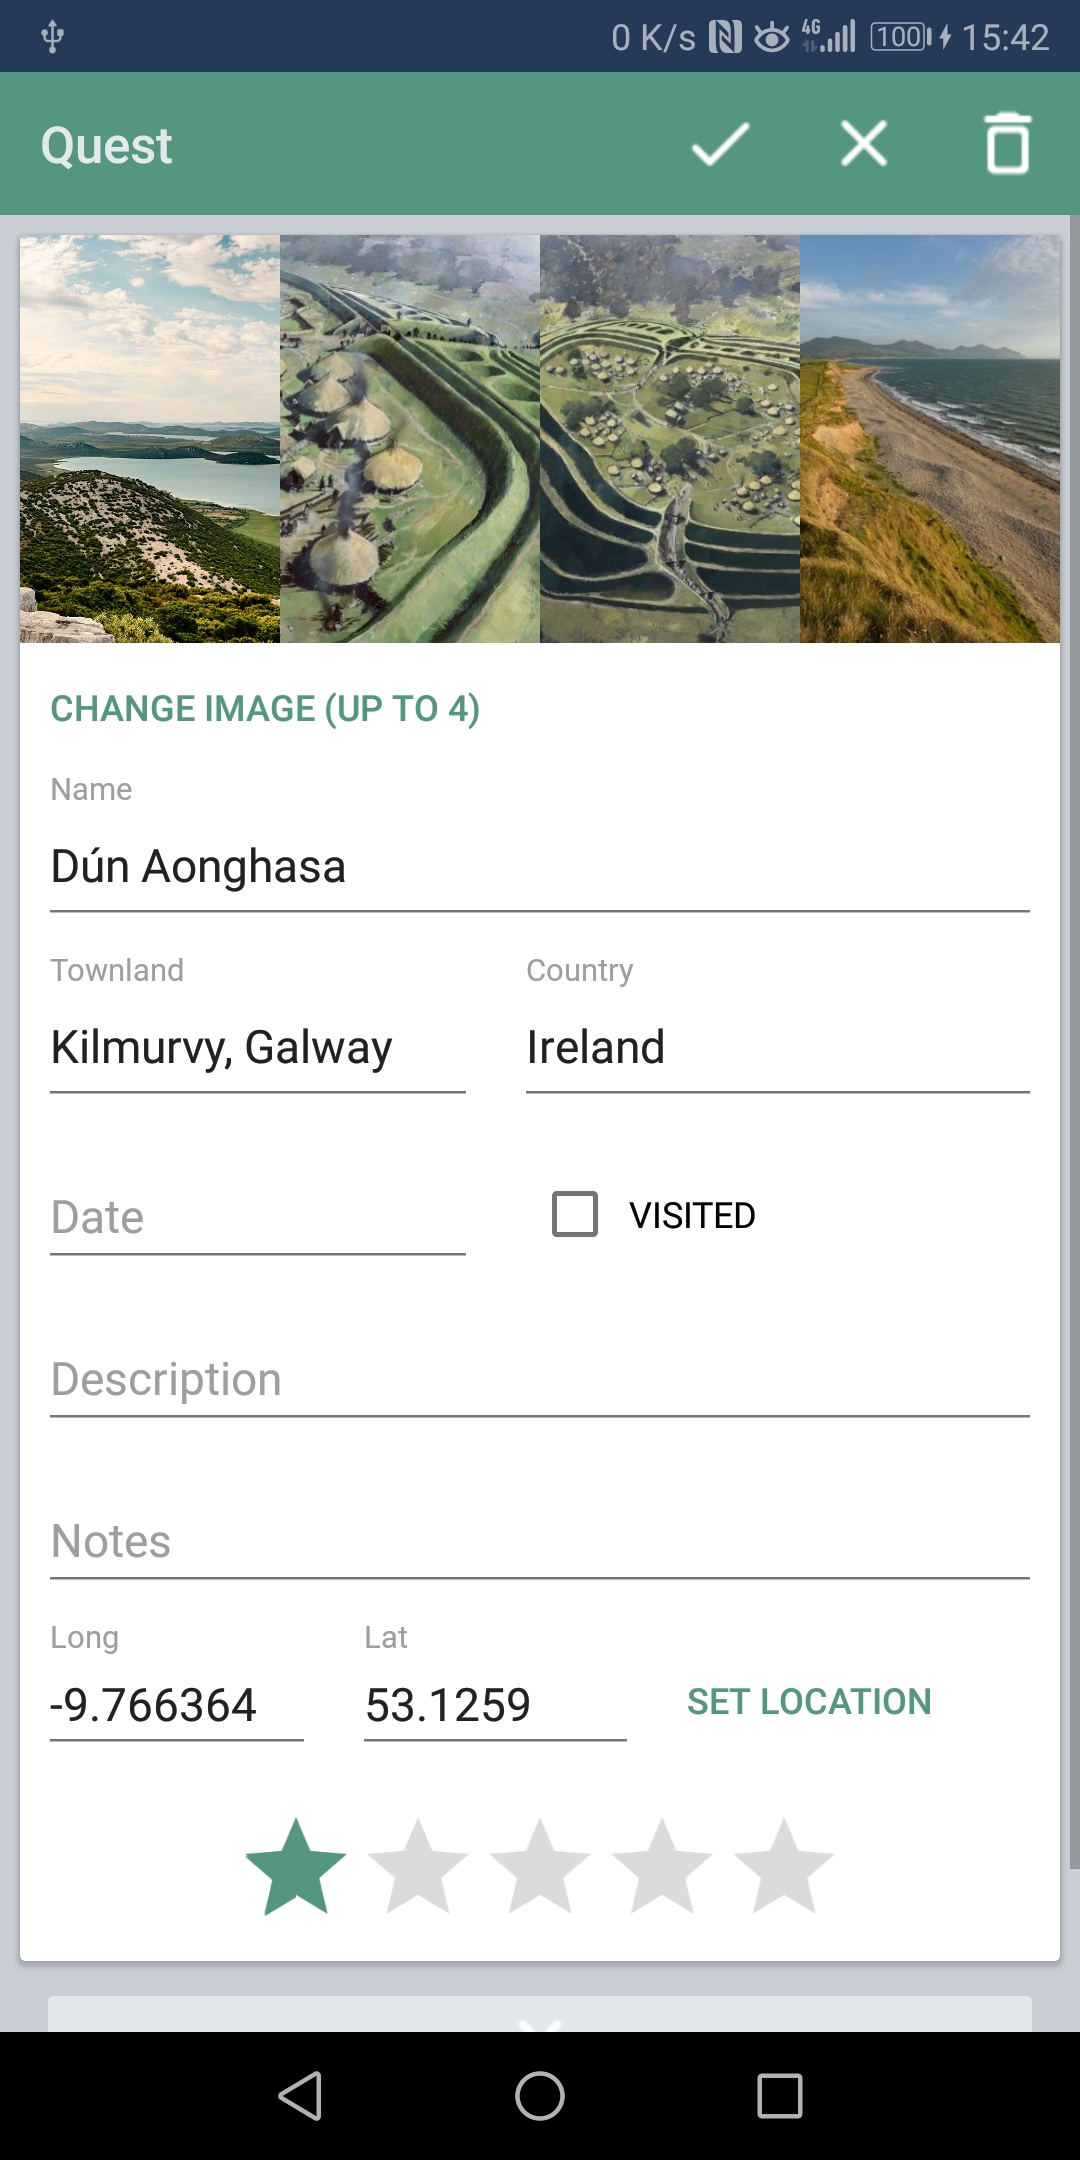 0 K/s 4G 100 15:42
Quest
CHANGE IMAGE (UP TO 4)
Name
Dún Aonghasa
Townland Country
Kilmurvy, Galway Ireland
Date VISITED
Description
Notes
Long Lat
-9.766364 53.1259 SET LOCATION